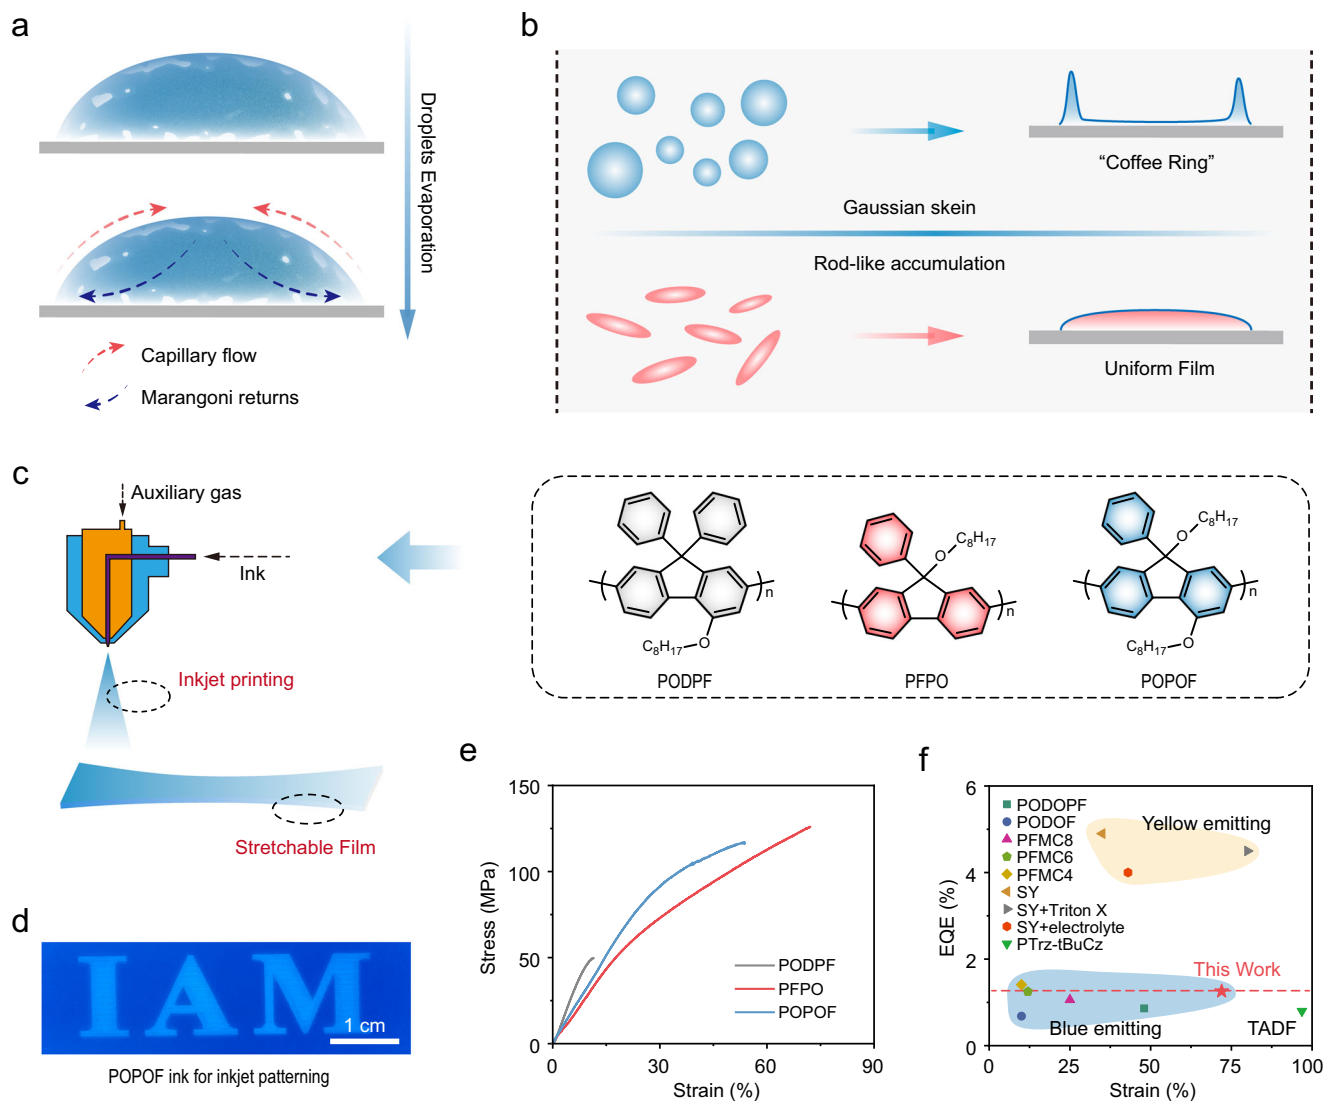 a
Droplets Evaporation
Capillary flow
Marangoni returns
b
“Coffee Ring”
Gaussian skein
Rod-like accumulation
Uniform Film
c
Auxiliary gas
Ink
Inkjet printing
Stretchable Film
n
C8H17
O
PODPF
O
C8H17
n
PFPO
C8H17
O
n
C8H17
O
POPOF
d
IAM
1 cm
POPOF ink for inkjet patterning
e
Stress (MPa)
150
100
50
0
0
30
60
90
Strain (%)
PODPF
PFPO
POPOF
f
EQE (%)
6
4
2
0
0
25
50
75
100
Strain (%)
PODOPF
PODOF
PFMC8
PFMC6
PFMC4
SY
SY+Triton X
SY+electrolyte
PTrz-tBuCz
Yellow emitting
This Work
Blue emitting
TADF